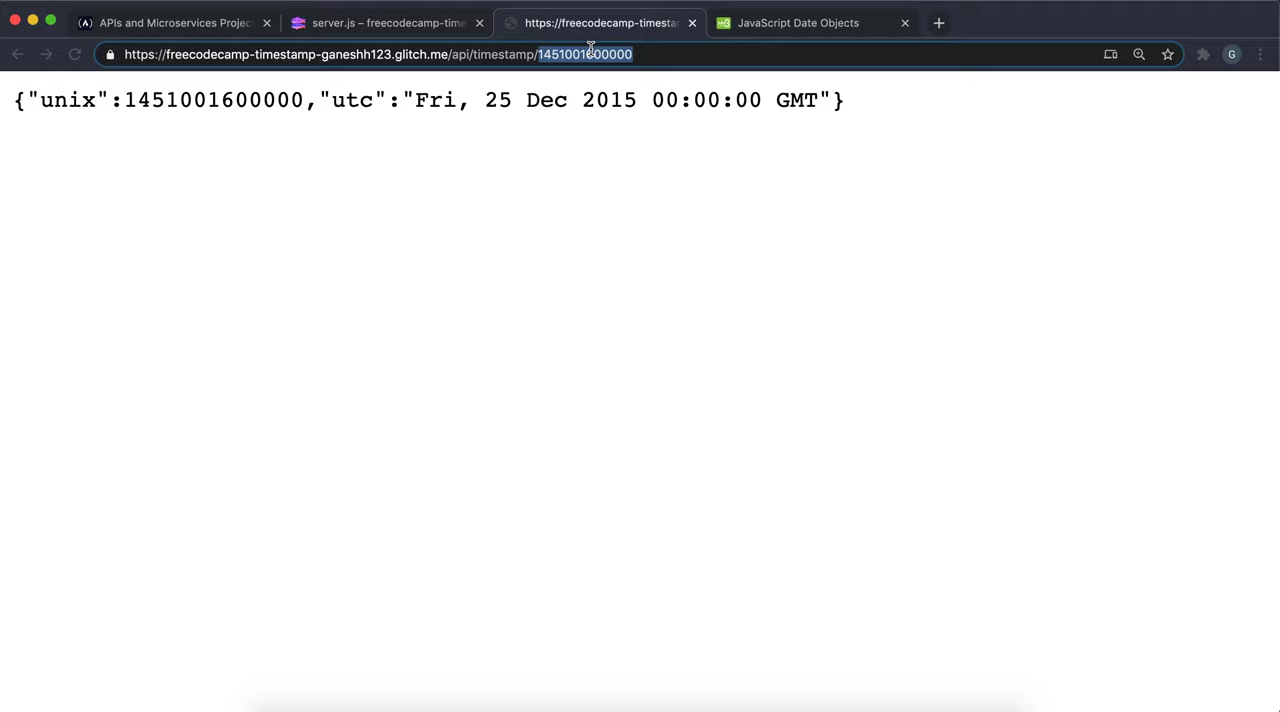 APIs and Microservices Projec
server.js – freecodecamp-time
https://freecodecamp-timestar
JavaScript Date Objects
https://freecodecamp-timestamp-ganeshh123.glitch.me/api/timestamp/1451001600000
G
{"unix":1451001600000,"utc":"Fri, 25 Dec 2015 00:00:00 GMT"}